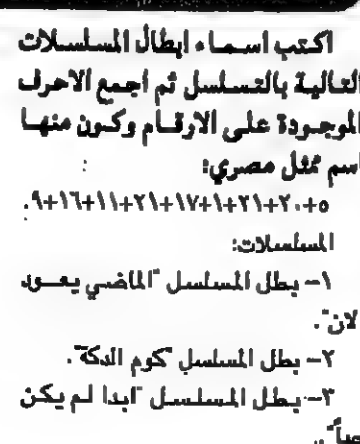 اكتب اسماء ابطال المسلسلات
التالية بالتسلسل ثم اجمع الاحرف
الموجودة على الارقام وكون منها
اسم ممثل مصري:
٥+٢٠+٢١+١+١٧+٢١+١١+١٦+٩.
المسلسلات:
١- بطل المسلسل "الماضي يعود
لان".
٢- بطل المسلسل "كوم الدكة".
٣- بطل المسلسل "ابدا لم يكن
صاً".